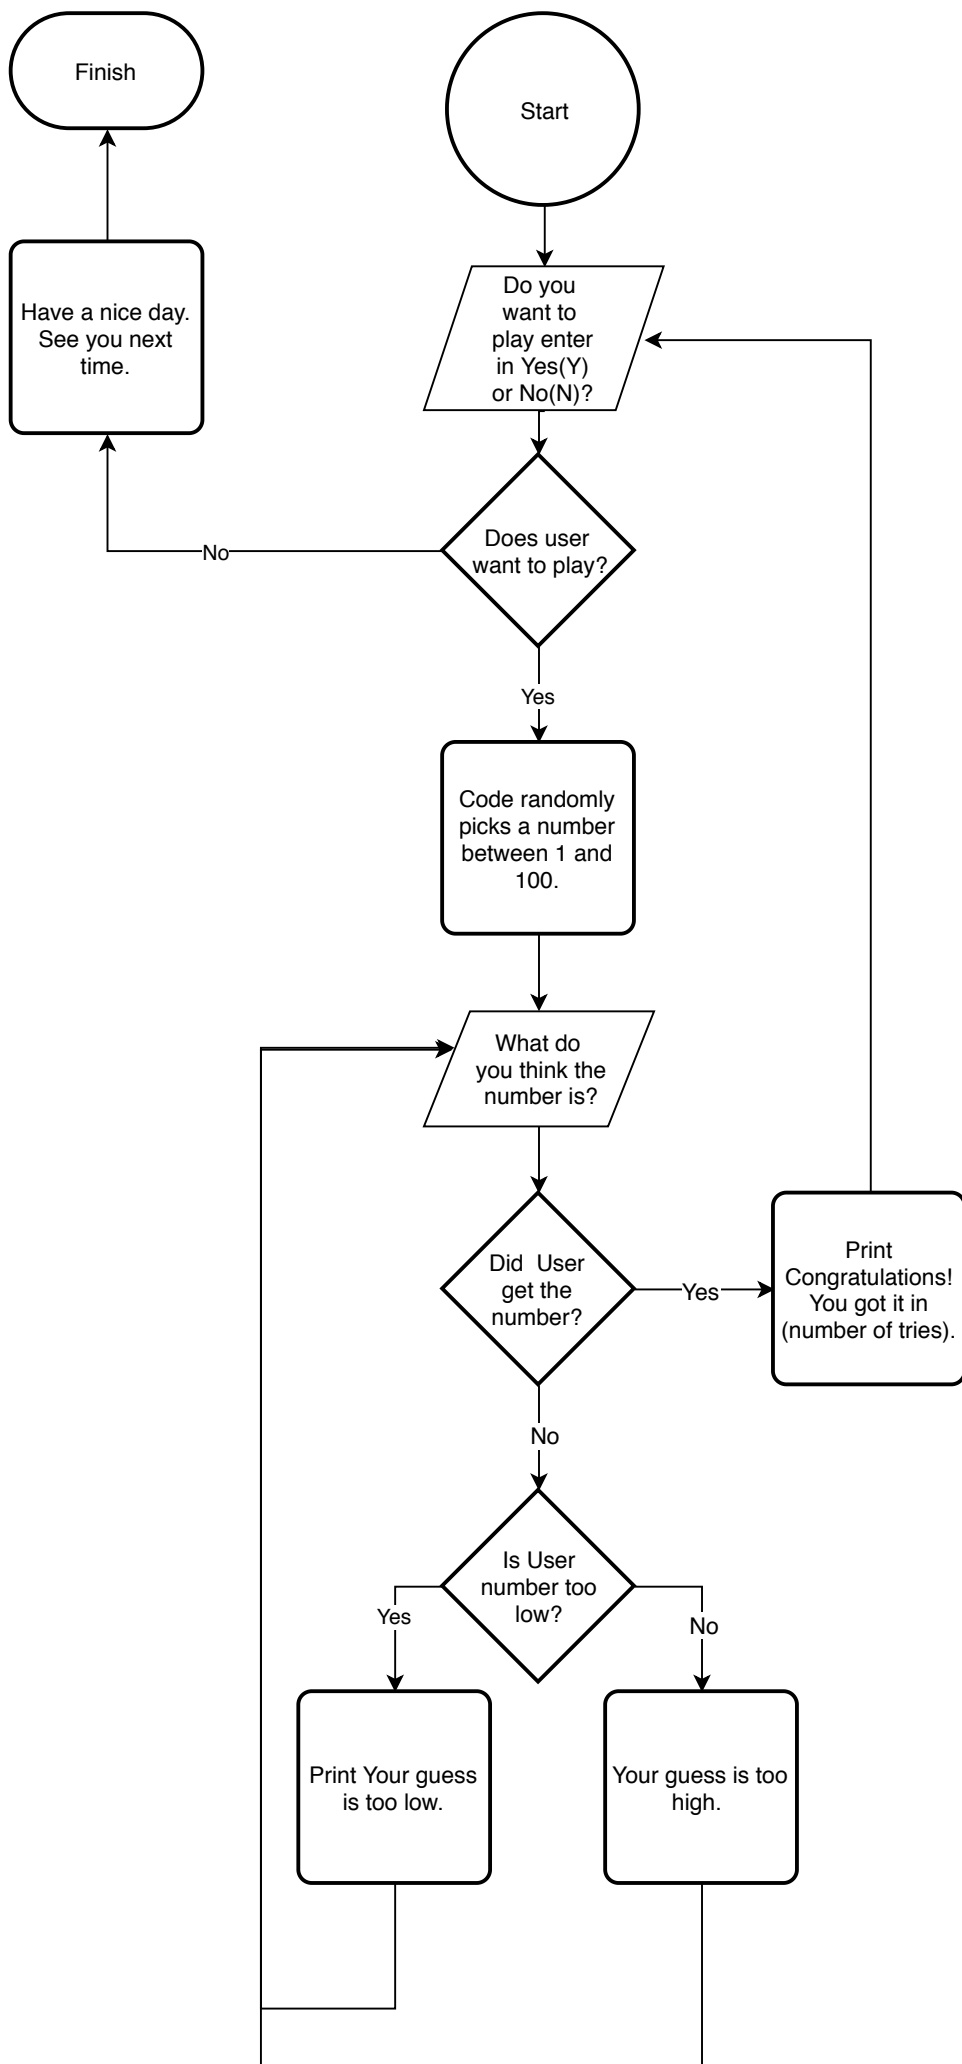 Finish
Start
Have a nice day.
See you next
time.
Do you
want to
play enter
in Yes(Y)
or No(N)?
Does user
want to play?
No
Yes
Code randomly
picks a number
between 1 and
100.
What do
you think the
number is?
Did  User
get the
number?
Yes
Print
Congratulations!
You got it in
(number of tries).
No
Is User
number too
low?
Yes
No
Print Your guess
is too low.
Your guess is too
high.